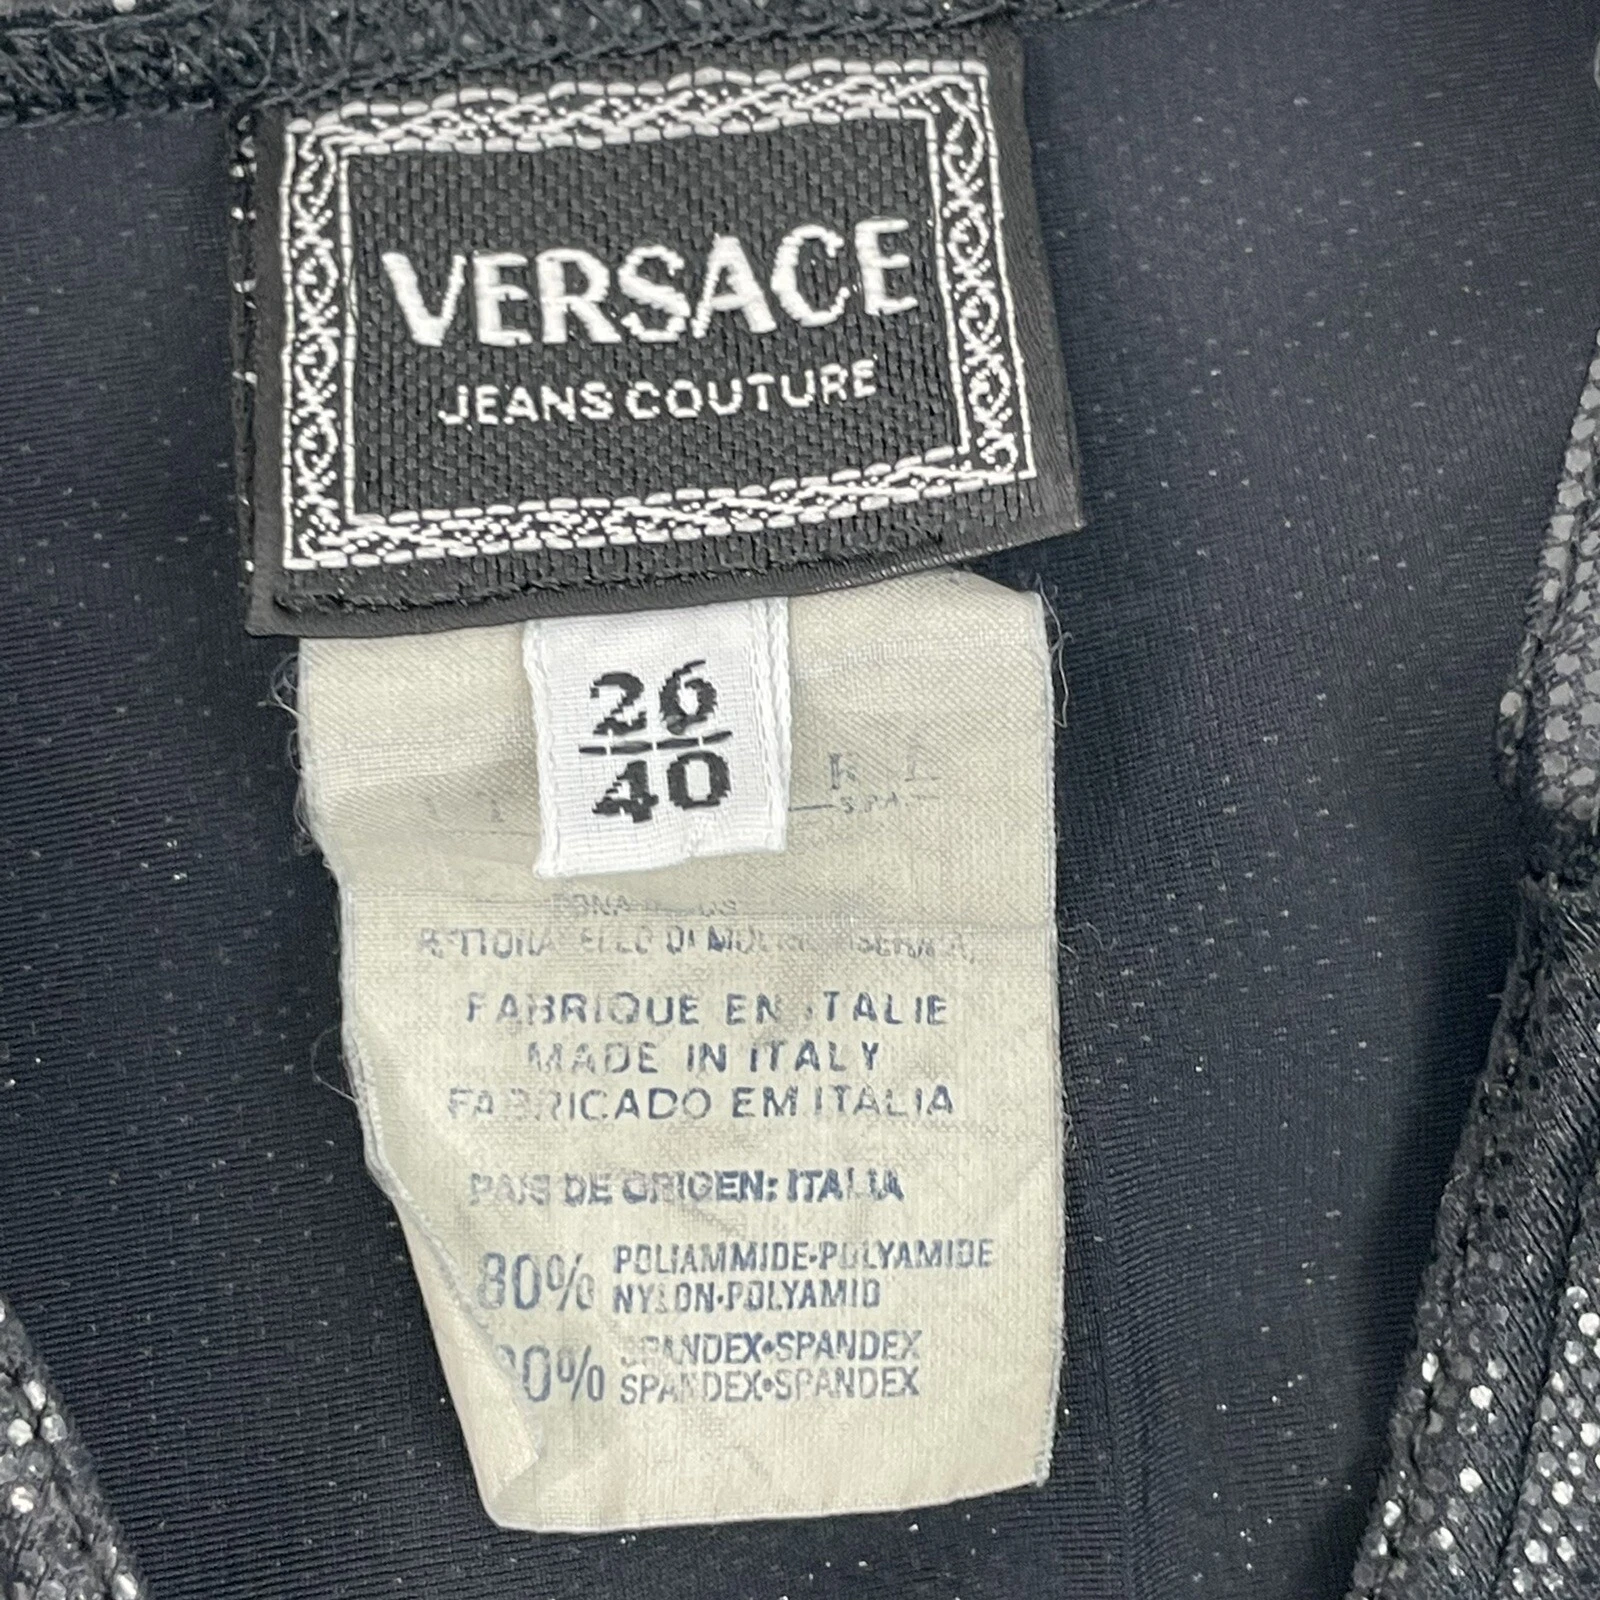 VERSACE
JEANS COUTURE
26
40
S.P.A.
FABRIQUE EN ITALIE
MADE IN ITALY
FABRICADO EM ITALIA
PAIS DE ORIGEN: ITALIA
80% POLIAMMIDE•POLYAMIDE
NYLON•POLYAMID
20% SPANDEX•SPANDEX
SPANDEX•SPANDEX